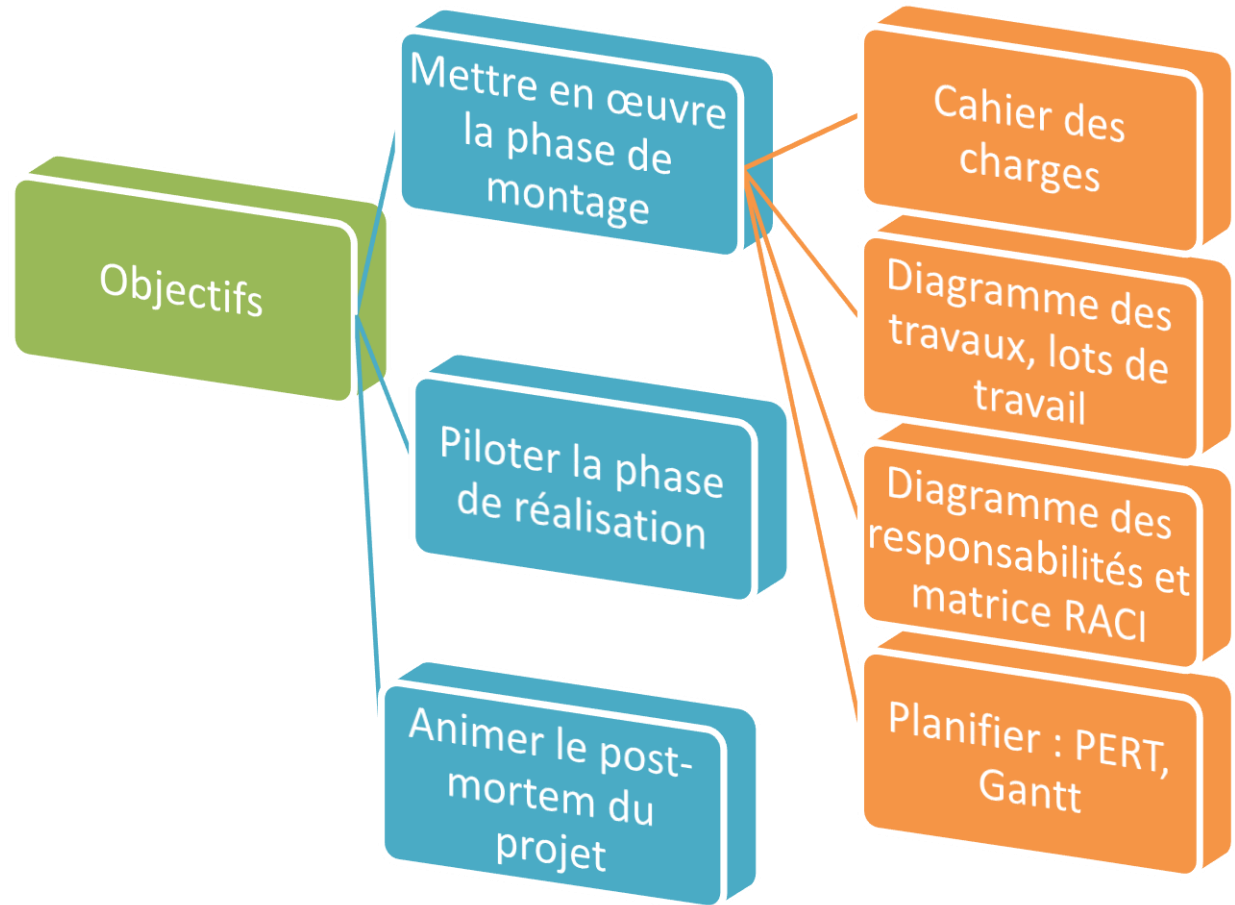 Objectifs
Mettre en œuvre
la phase de
montage
Piloter la phase
de réalisation
Animer le post-
mortem du
projet
Cahier des
charges
Diagramme des
travaux, lots de
travail
Diagramme des
responsabilités et
matrice RACI
Planifier : PERT,
Gantt